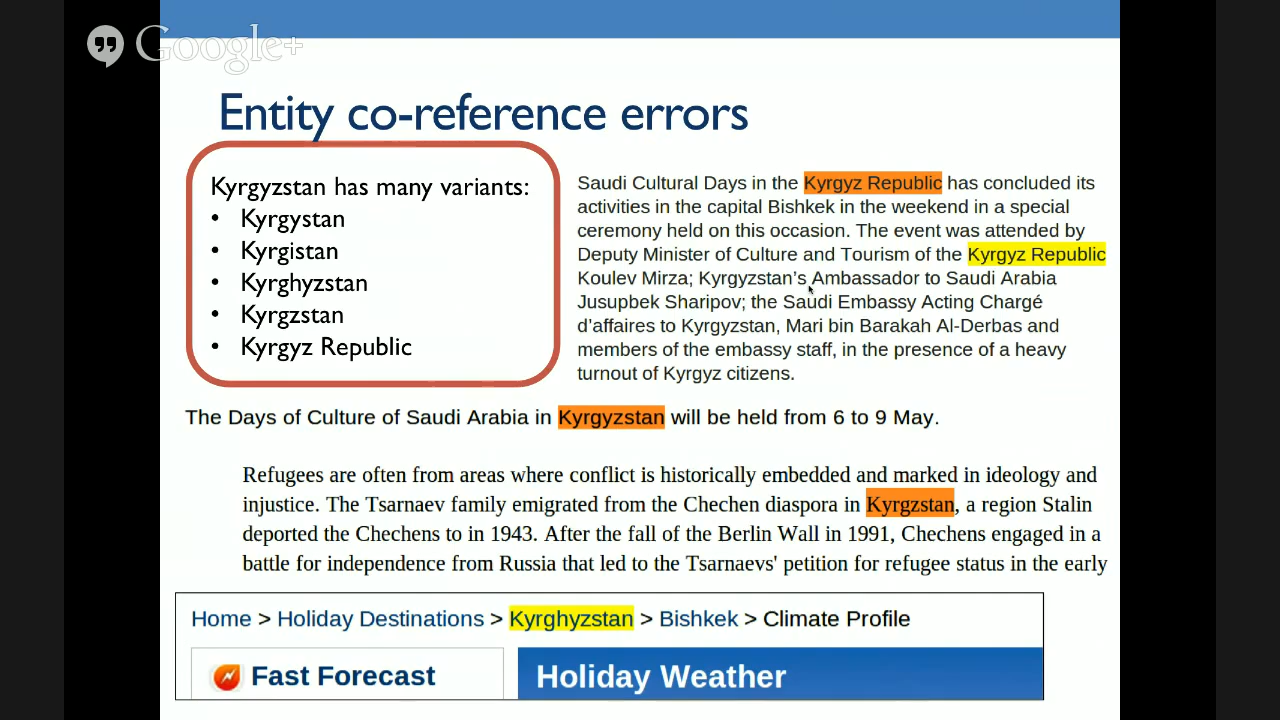 Google+
Entity co-reference errors
Kyrgyzstan has many variants:
• Kyrgystan
• Kyrgistan
• Kyrghyzstan
• Kyrgzstan
• Kyrgyz Republic
Saudi Cultural Days in the Kyrgyz Republic has concluded its
activities in the capital Bishkek in the weekend in a special
ceremony held on this occasion. The event was attended by
Deputy Minister of Culture and Tourism of the Kyrgyz Republic
Koulev Mirza; Kyrgyzstan's Ambassador to Saudi Arabia
Jusupbek Sharipov; the Saudi Embassy Acting Chargé
d'affaires to Kyrgyzstan, Mari bin Barakah Al-Derbas and
members of the embassy staff, in the presence of a heavy
turnout of Kyrgyz citizens.
The Days of Culture of Saudi Arabia in Kyrgyzstan will be held from 6 to 9 May.
Refugees are often from areas where conflict is historically embedded and marked in ideology and
injustice. The Tsarnaev family emigrated from the Chechen diaspora in Kyrgzstan, a region Stalin
deported the Chechens to in 1943. After the fall of the Berlin Wall in 1991, Chechens engaged in a
battle for independence from Russia that led to the Tsarnaevs' petition for refugee status in the early
Home > Holiday Destinations > Kyrghyzstan > Bishkek > Climate Profile
Fast Forecast
Holiday Weather